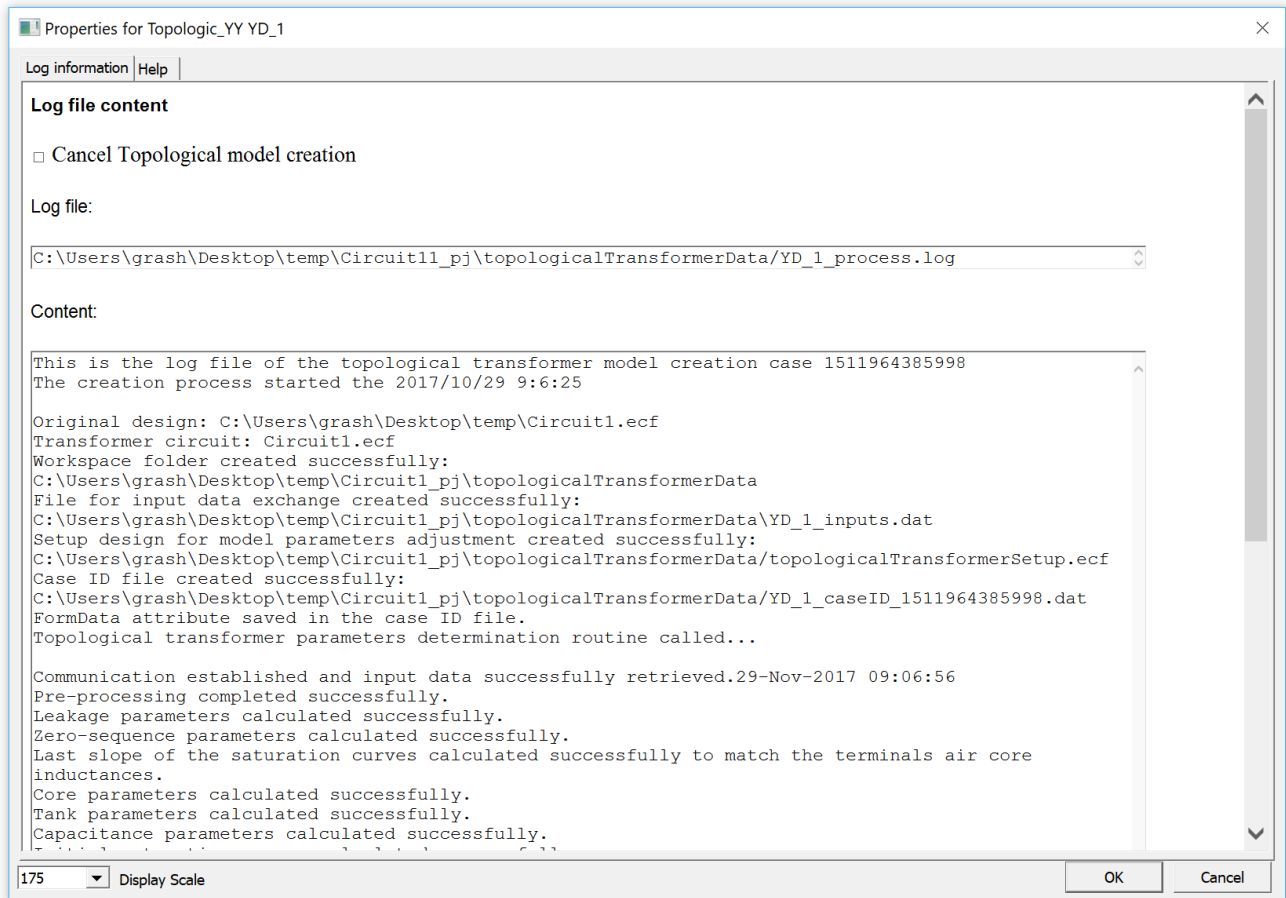 Properties for Topologic_YY YD_1
Log information Help
Log file content
Cancel Topological model creation
Log file:
C:\Users\grash\Desktop\temp\Circuit11_pj\topologicalTransformerData/YD_1_process.log
Content:
This is the log file of the topological transformer model creation case 1511964385998
The creation process started the 2017/10/29 9:6:25
Original design: C:\Users\grash\Desktop\temp\Circuit1.ecf
Transformer circuit: Circuit1.ecf
Workspace folder created successfully:
C:\Users\grash\Desktop\temp\Circuit1_pj\topologicalTransformerData
File for input data exchange created successfully:
C:\Users\grash\Desktop\temp\Circuit1_pj\topologicalTransformerData\YD_1_inputs.dat
Setup design for model parameters adjustment created successfully:
C:\Users\grash\Desktop\temp\Circuit1_pj\topologicalTransformerData/topologicalTransformerSetup.ecf
Case ID file created successfully:
C:\Users\grash\Desktop\temp\Circuit1_pj\topologicalTransformerData/YD_1_caseID_1511964385998.dat
FormData attribute saved in the case ID file.
Topological transformer parameters determination routine called...
Communication established and input data successfully retrieved.29-Nov-2017 09:06:56
Pre-processing completed successfully.
Leakage parameters calculated successfully.
Zero-sequence parameters calculated successfully.
Last slope of the saturation curves calculated successfully to match the terminals air core
inductances.
Core parameters calculated successfully.
Tank parameters calculated successfully.
Capacitance parameters calculated successfully.
175 Display Scale OK Cancel